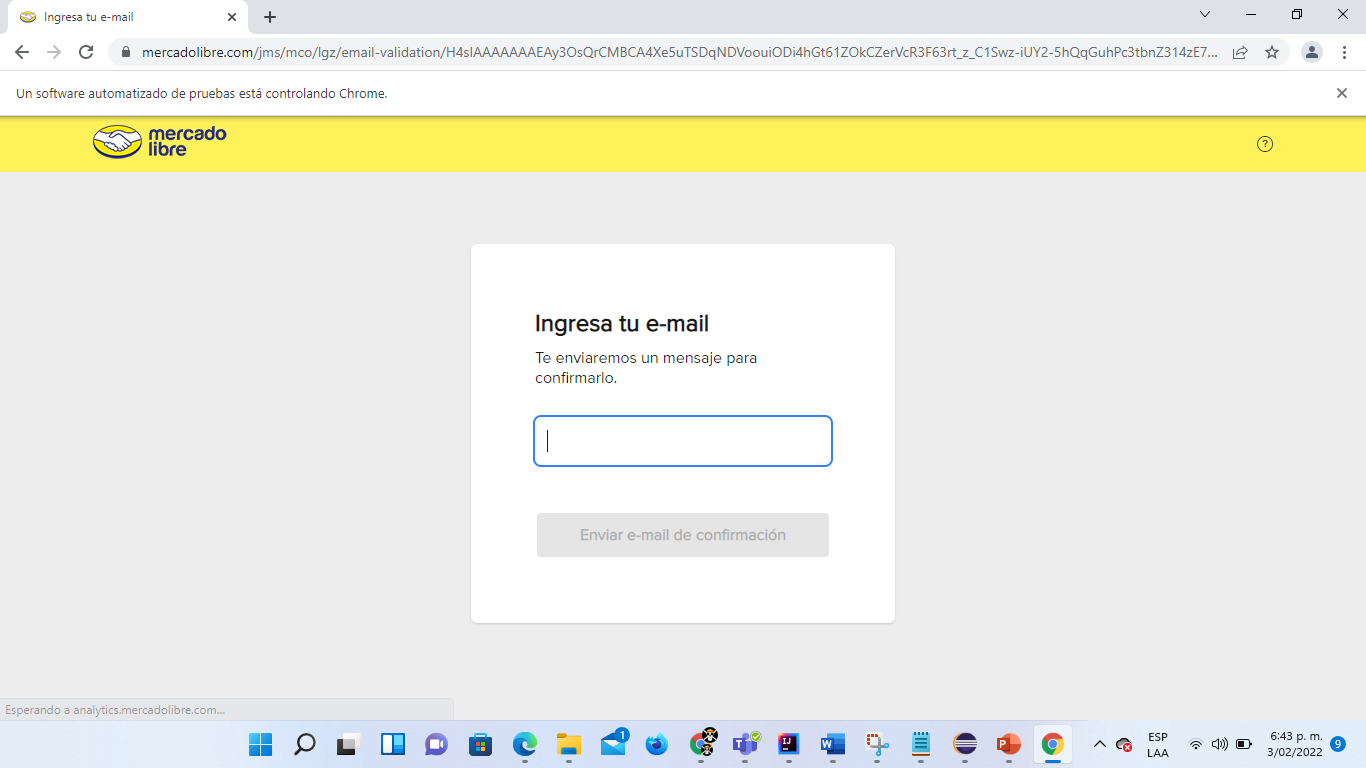 Ingresa tu e-mail
mercadolibre.com/jms/mco/lgz/email-validation/H4sIAAAAAAAEAy3OsQrCMBCA4Xe5uTSDqNDVoouiODi4hGt61ZOkCZerVcR3F63rt_z_C1Swz-iUY2-5hQqGuhPc3tbnZ314zE7...
Un software automatizado de pruebas está controlando Chrome.
mercado
libre
?
Ingresa tu e-mail
Te enviaremos un mensaje para
confirmarlo.
Enviar e-mail de confirmación
Esperando a analytics.mercadolibre.com...
1
IJ
W
P
ESP
LAA
6:43 p. m.
3/02/2022
9